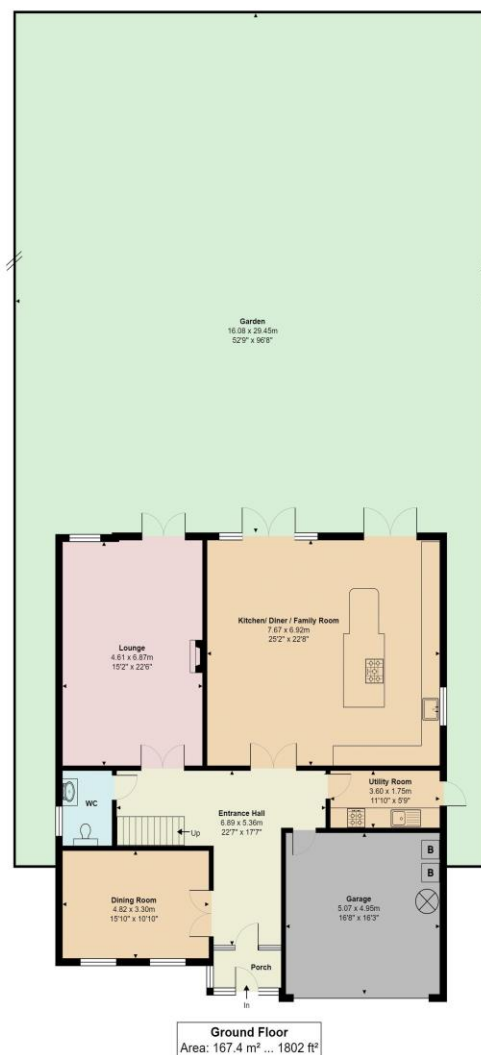 Garden
16.08 x 29.45m
52'9" x 96'8"
Lounge
4.61 x 6.87m
15'2" x 22'6"
Kitchen/ Diner / Family Room
7.67 x 6.92m
25'2" x 22'8"
Utility Room
3.60 x 1.75m
11'10" x 5'9"
WC
Up
Entrance Hall
6.89 x 5.36m
22'7" x 17'7"
B
B
Dining Room
4.82 x 3.30m
15'10" x 10'10"
Garage
5.07 x 4.95m
16'8" x 16'3"
Porch
In
Ground Floor
Area: 167.4 m² ... 1802 ft²